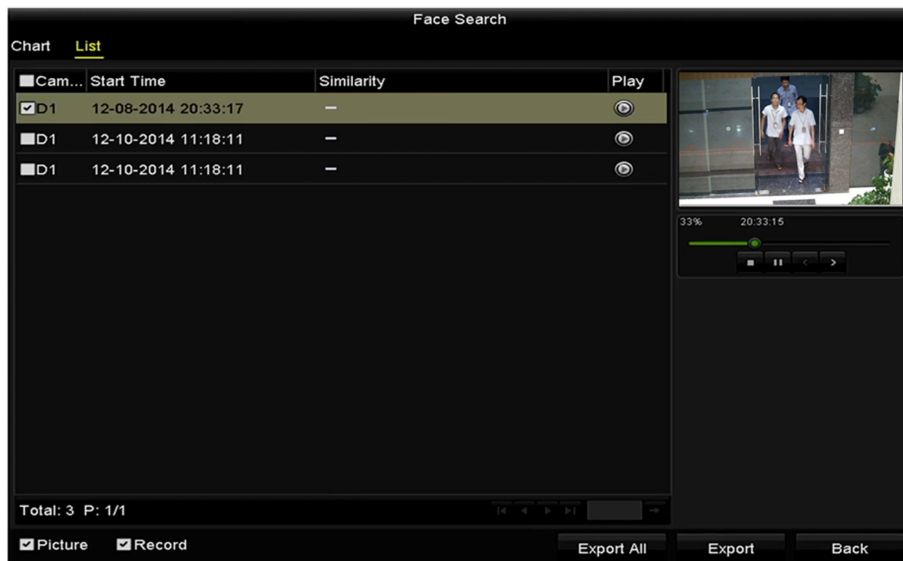 Face Search
Chart List
Cam... Start Time Similarity Play
D1 12-08-2014 20:33:17 —
D1 12-10-2014 11:18:11 —
D1 12-10-2014 11:18:11 —
33% 20:33:15
Total: 3 P: 1/1
Picture Record Export All Export Back